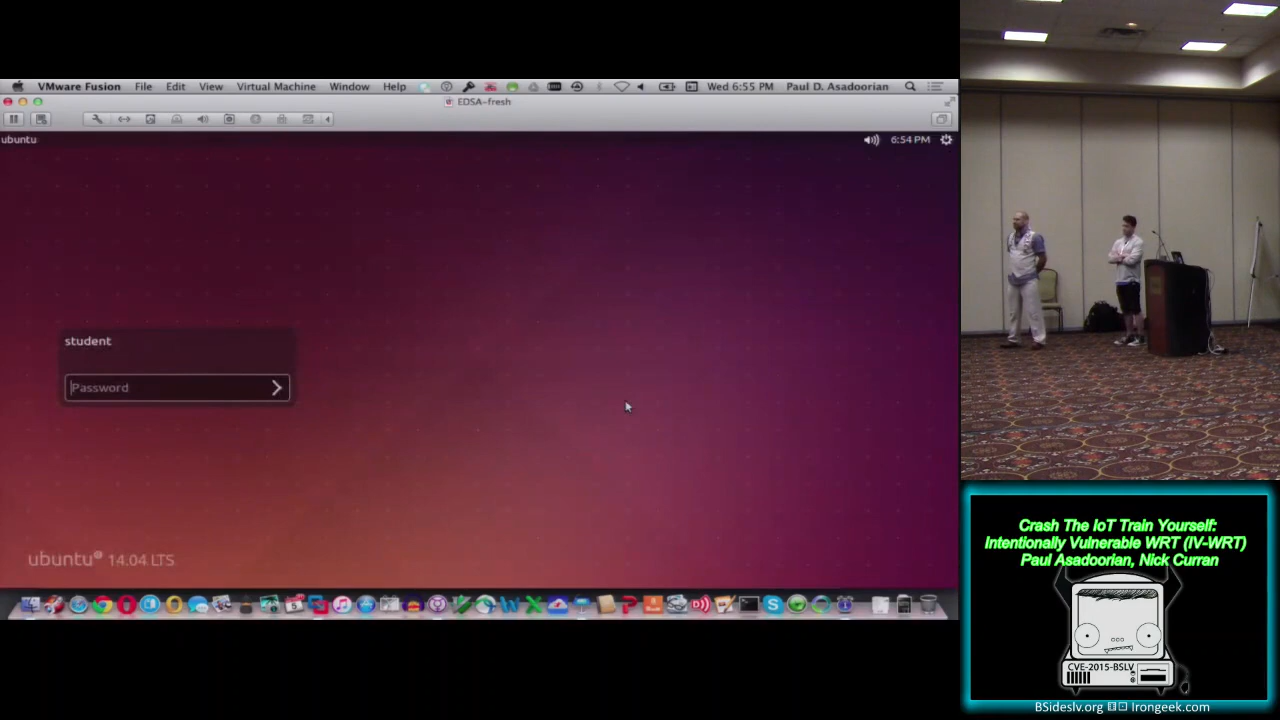 VMware Fusion File Edit View Virtual Machine Window Help Wed 6:55 PM Paul D. Asadoorian
EDSA-fresh
ubuntu 6:54 PM
student
Password
ubuntu® 14.04 LTS
Crash The IoT Train Yourself:
Intentionally Vulnerable WRT (IV-WRT)
Paul Asadoorian, Nick Curran
CVE-2015-BSLV
BSideslv.org Irongeek.com